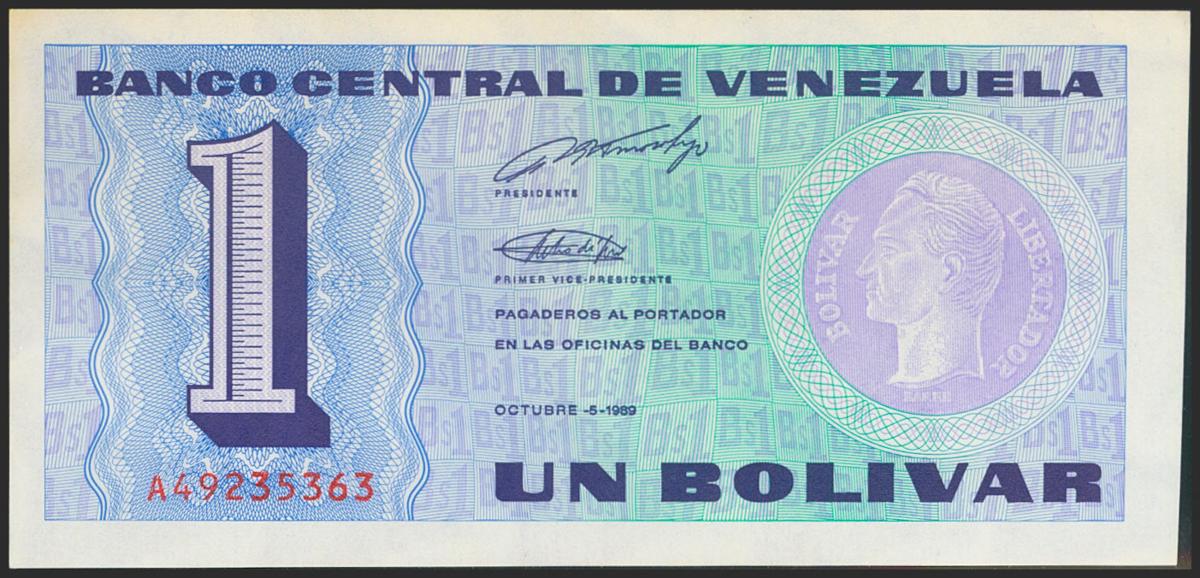 BANCO CENTRAL DE VENEZUELA
1
PRESIDENTE
PRIMER VICE-PRESIDENTE
PAGADEROS AL PORTADOR
EN LAS OFICINAS DEL BANCO
OCTUBRE -5-1989
BOLIVAR LIBERTADOR
A49235363
UN BOLIVAR